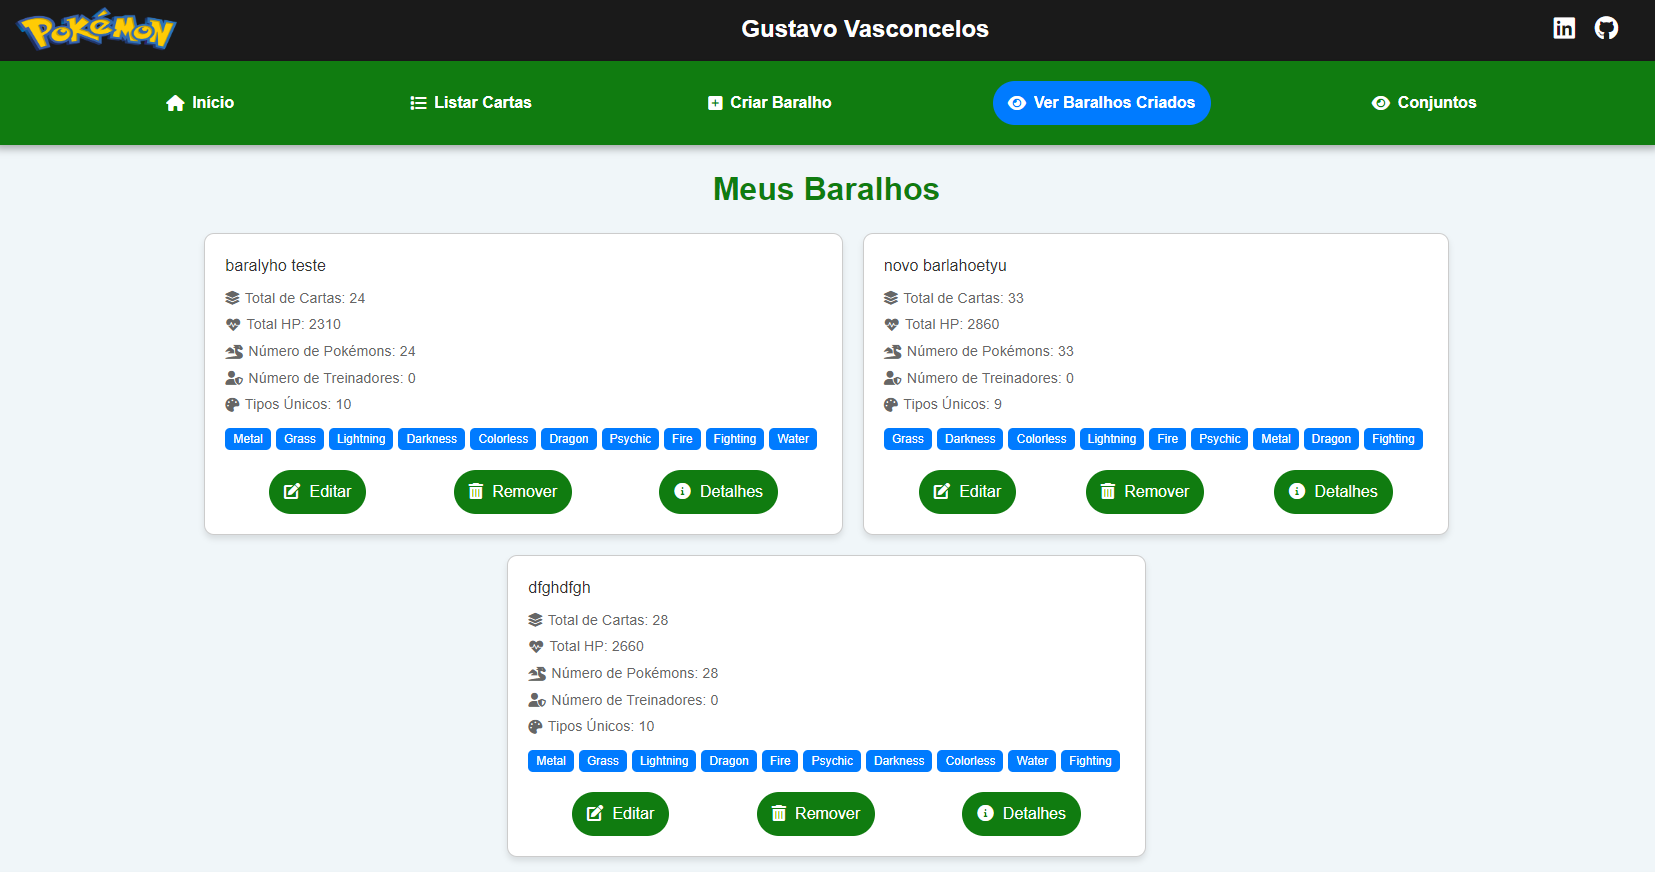 Pokémon
Gustavo Vasconcelos
Início Listar Cartas Criar Baralho Ver Baralhos Criados Conjuntos
Meus Baralhos
baralyho teste
Total de Cartas: 24
Total HP: 2310
Número de Pokémons: 24
Número de Treinadores: 0
Tipos Únicos: 10
Metal Grass Lightning Darkness Colorless Dragon Psychic Fire Fighting Water
Editar Remover Detalhes
novo barlahoetyu
Total de Cartas: 33
Total HP: 2860
Número de Pokémons: 33
Número de Treinadores: 0
Tipos Únicos: 9
Grass Darkness Colorless Lightning Fire Psychic Metal Dragon Fighting
Editar Remover Detalhes
dfghdfgh
Total de Cartas: 28
Total HP: 2660
Número de Pokémons: 28
Número de Treinadores: 0
Tipos Únicos: 10
Metal Grass Lightning Dragon Fire Psychic Darkness Colorless Water Fighting
Editar Remover Detalhes